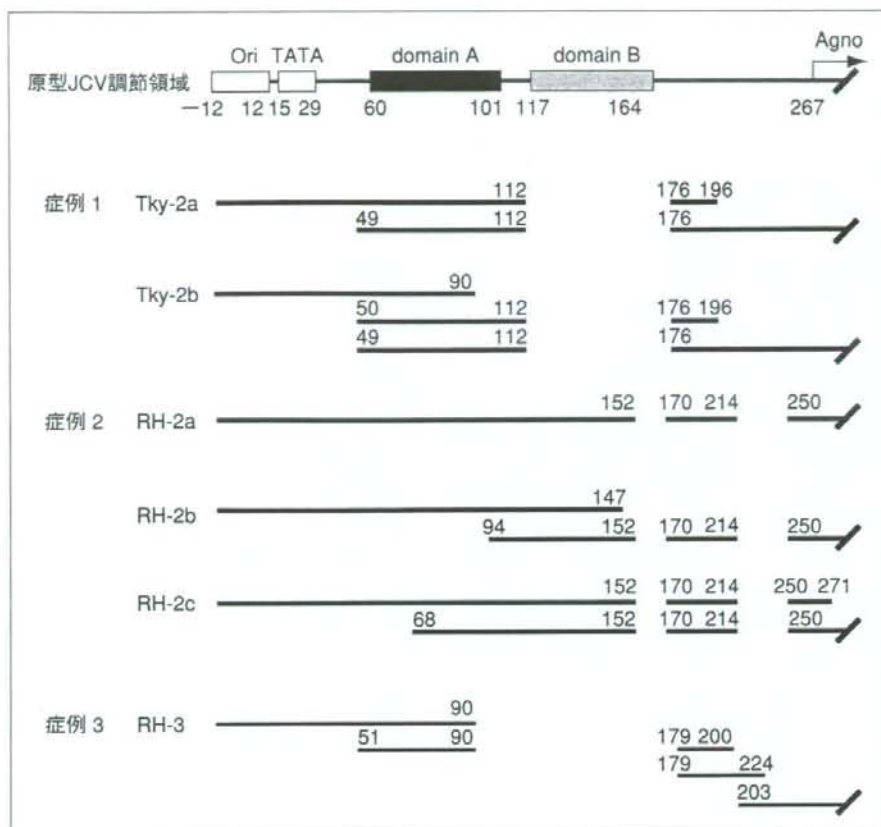 Agno
Ori TATA domain A domain B
原型JCV調節領域
−12 12 15 29 60 101 117 164 267
症例 1 Tky-2a 112 176 196
49 112 176
Tky-2b 90
50 112 176 196
49 112 176
症例 2 RH-2a 152 170 214 250
RH-2b 147
94 152 170 214 250
RH-2c 152 170 214 250 271
68 152 170 214 250
症例 3 RH-3 90
51 90 179 200
179 224
203